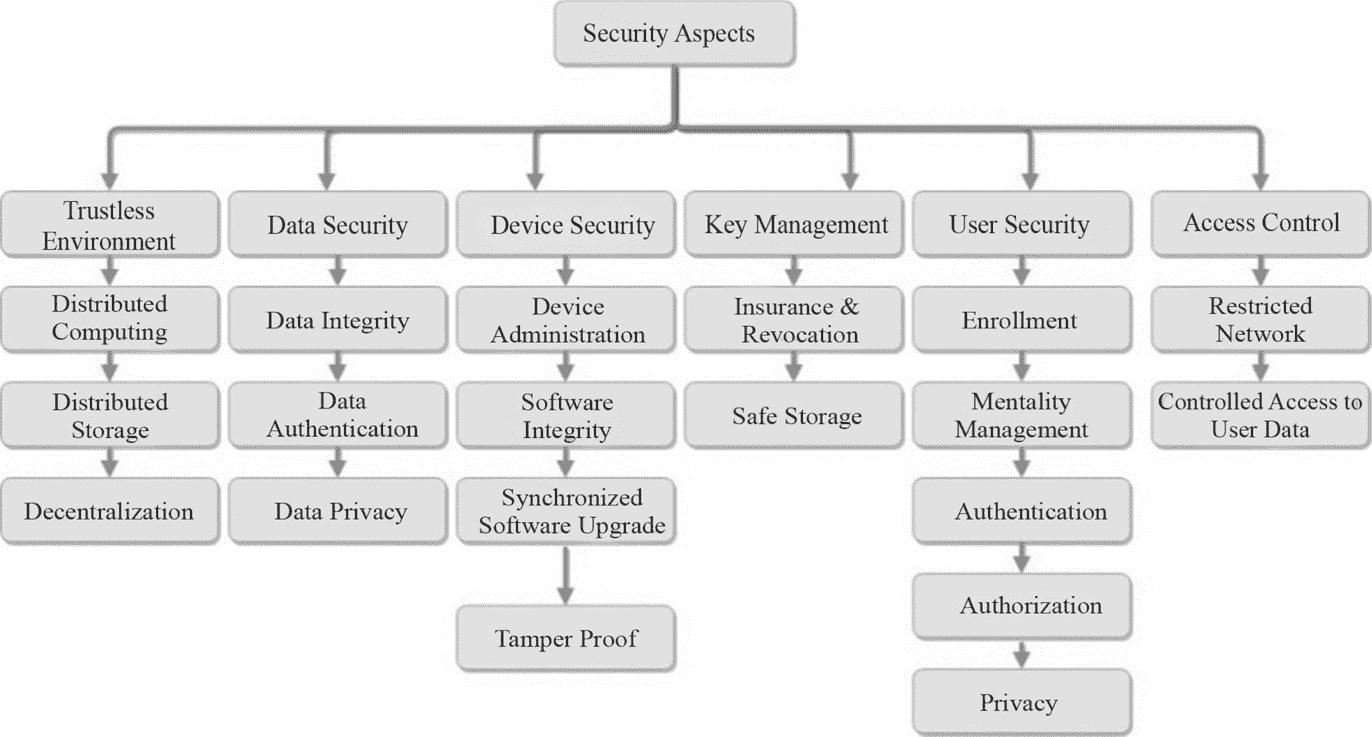 Security Aspects
Trustless
Environment
Distributed
Computing
Distributed
Storage
Decentralization
Data Security
Data Integrity
Data
Authentication
Data Privacy
Device Security
Device
Administration
Software
Integrity
Synchronized
Software Upgrade
Tamper Proof
Key Management
Insurance &
Revocation
Safe Storage
User Security
Enrollment
Mentality
Management
Authentication
Authorization
Privacy
Access Control
Restricted
Network
Controlled Access to
User Data